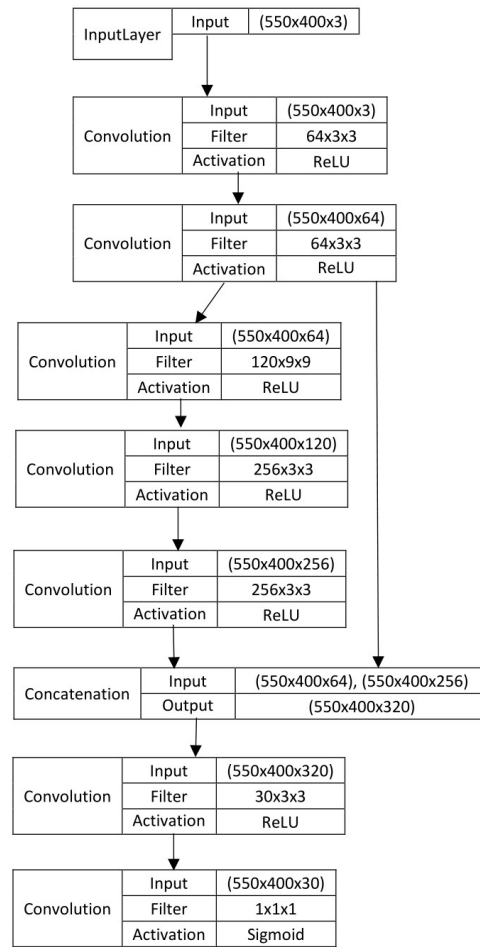 InputLayer Input (550x400x3)
Input (550x400x3)
Convolution Filter 64x3x3
Activation ReLU
Input (550x400x64)
Convolution Filter 64x3x3
Activation ReLU
Input (550x400x64)
Convolution Filter 120x9x9
Activation ReLU
Input (550x400x120)
Convolution Filter 256x3x3
Activation ReLU
Input (550x400x256)
Convolution Filter 256x3x3
Activation ReLU
Concatenation Input (550x400x64), (550x400x256)
Output (550x400x320)
Input (550x400x320)
Convolution Filter 30x3x3
Activation ReLU
Input (550x400x30)
Convolution Filter 1x1x1
Activation Sigmoid